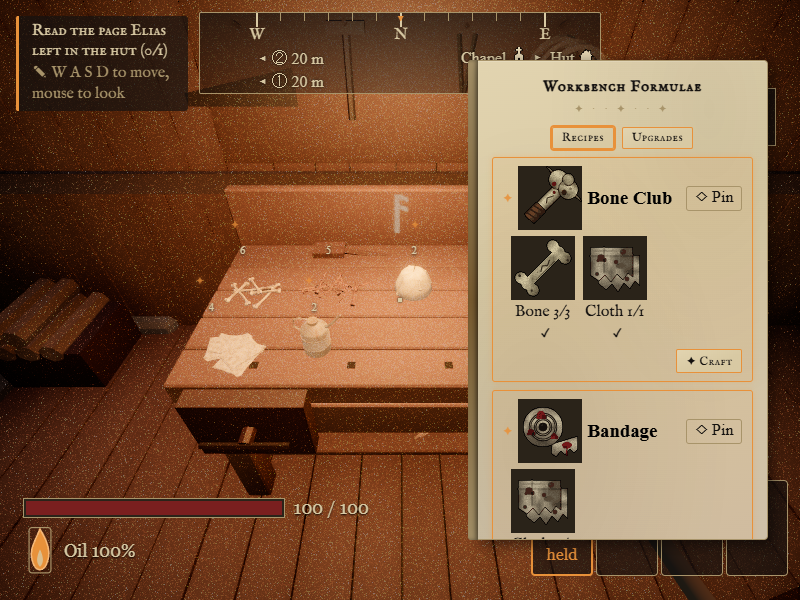 Read the page Elias
left in the hut (0/1)
W A S D to move,
mouse to look
W N E
② 20 m
① 20 m
Chapel Hut
Workbench Formulae
Recipes Upgrades
Bone Club
Pin
Bone 3/3 Cloth 1/1
Craft
Bandage
Pin
6 5 2
4 2
100 / 100
Oil 100%
held